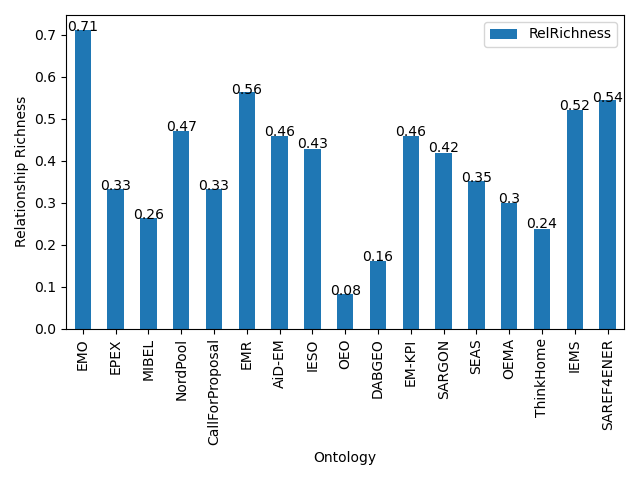 RelRichness
Relationship Richness
0.7
0.6
0.5
0.4
0.3
0.2
0.1
0.0
0.71
0.33
0.26
0.47
0.33
0.56
0.46
0.43
0.08
0.16
0.46
0.42
0.35
0.3
0.24
0.52
0.54
EMO
EPEX
MIBEL
NordPool
CallForProposal
EMR
AiD-EM
IESO
OEO
DABGEO
EM-KPI
SARGON
SEAS
OEMA
ThinkHome
IEMS
SAREF4ENER
Ontology